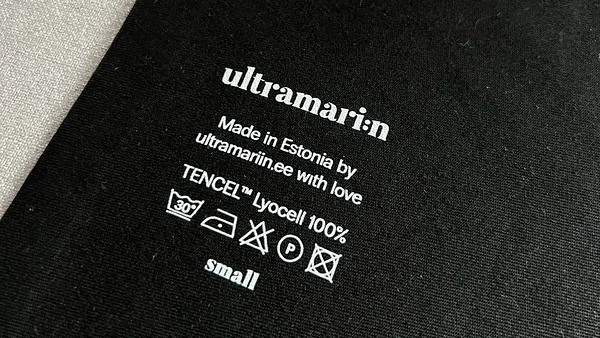 ultramari:n
Made in Estonia by
ultramariin.ee with love
TENCEL™ Lyocell 100%
30°
P
small